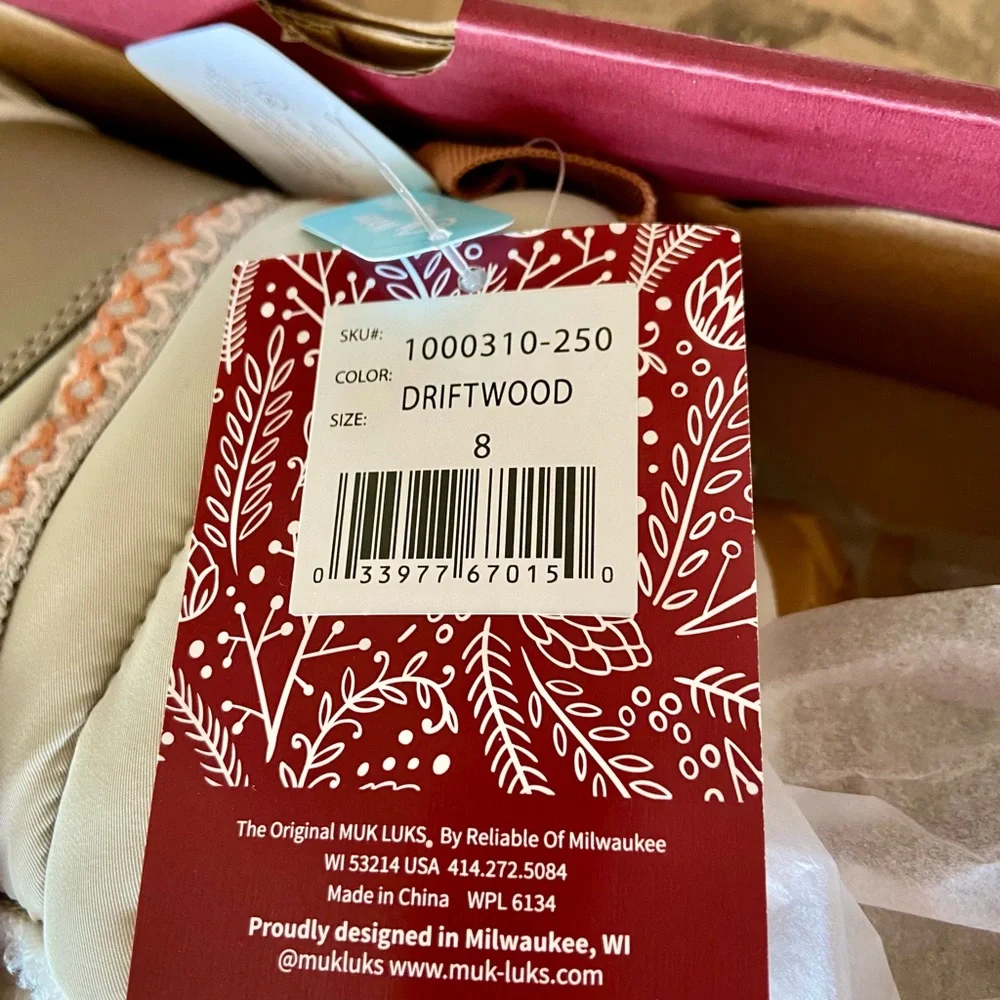 SKU#: 1000310-250
COLOR: DRIFTWOOD
SIZE: 8
0 33977 67015 0
The Original MUK LUKS® By Reliable Of Milwaukee
WI 53214 USA 414.272.5084
Made in China WPL 6134
Proudly designed in Milwaukee, WI
@mukluks www.muk-luks.com